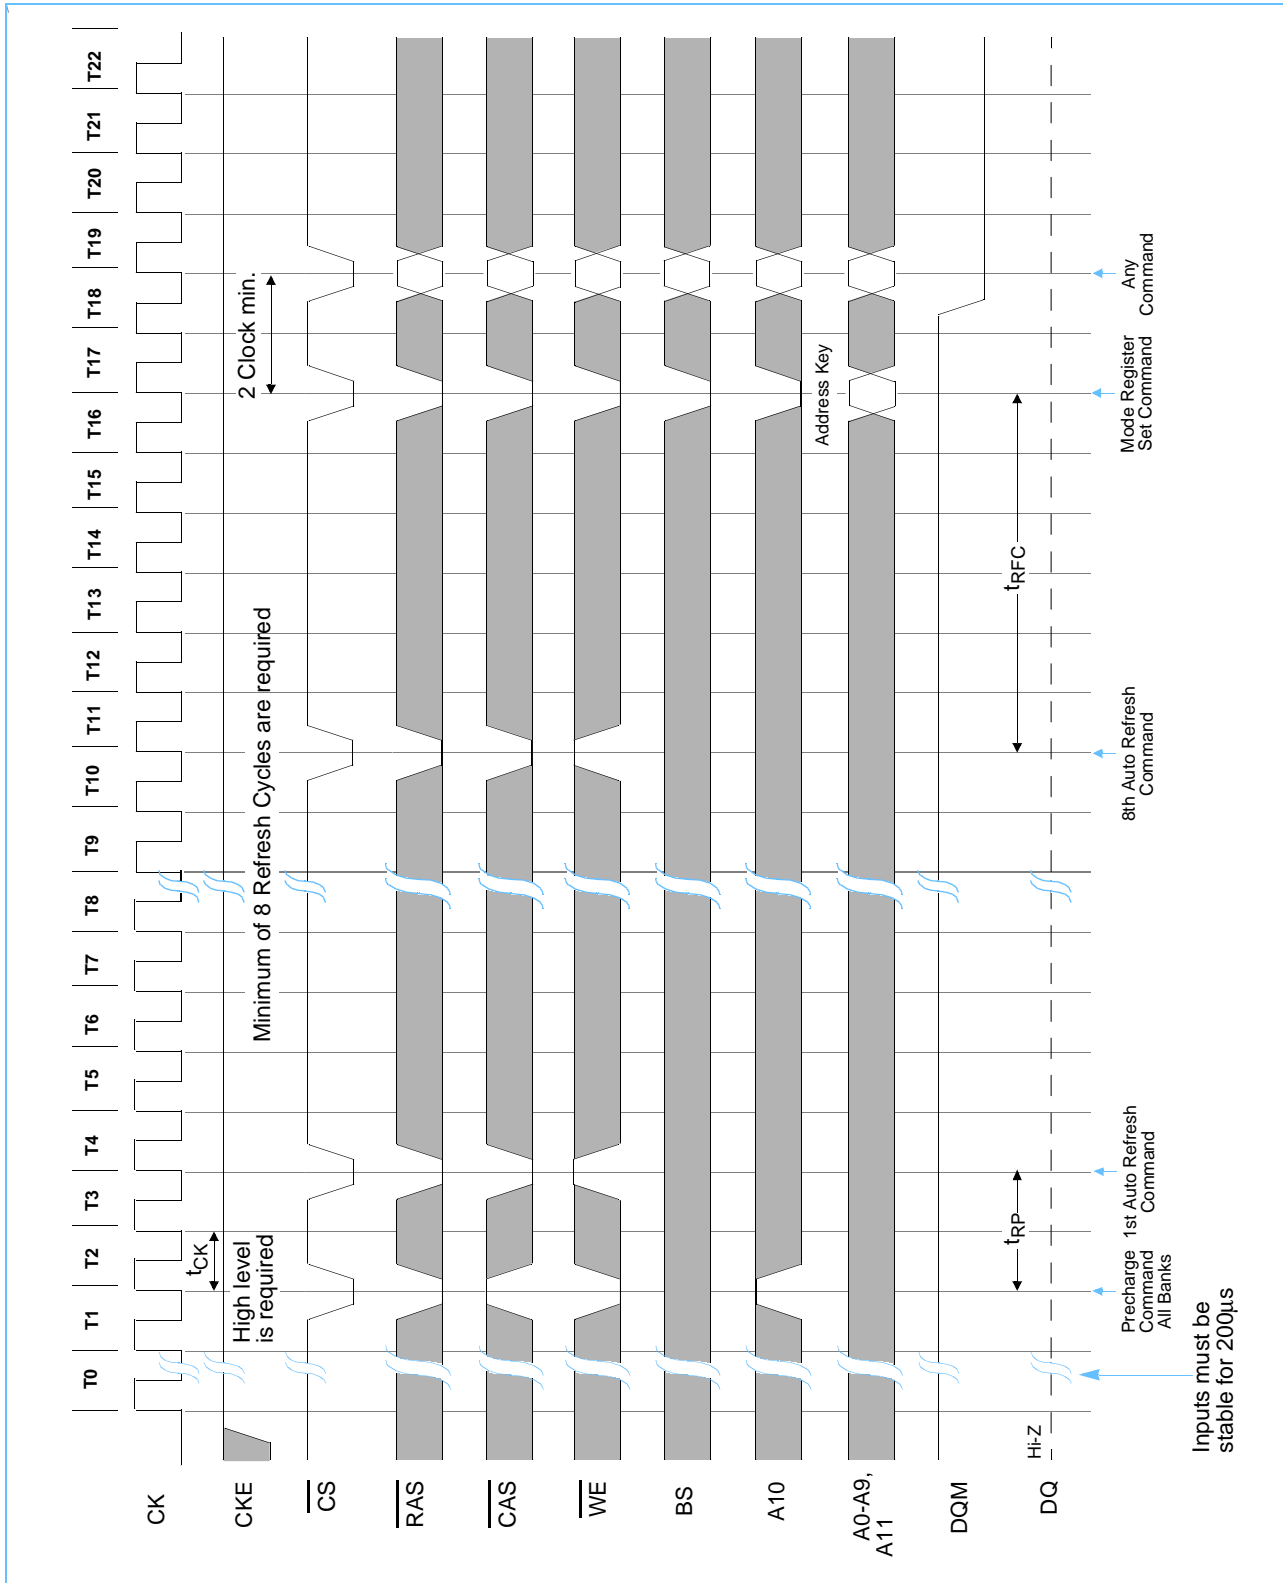 T0 T1 T2 T3 T4 T5 T6 T7 T8 T9 T10 T11 T12 T13 T14 T15 T16 T17 T18 T19 T20 T21 T22
CK
tCK
2 Clock min.
CKE
High level
is required
Minimum of 8 Refresh Cycles are required
CS
RAS
CAS
WE
BS
A10
Address Key
A0-A9,
A11
DQM
tRP
tRFC
DQ
Hi-Z
Precharge
Command
All Banks
1st Auto Refresh
Command
8th Auto Refresh
Command
Mode Register
Set Command
Any
Command
Inputs must be
stable for 200µs